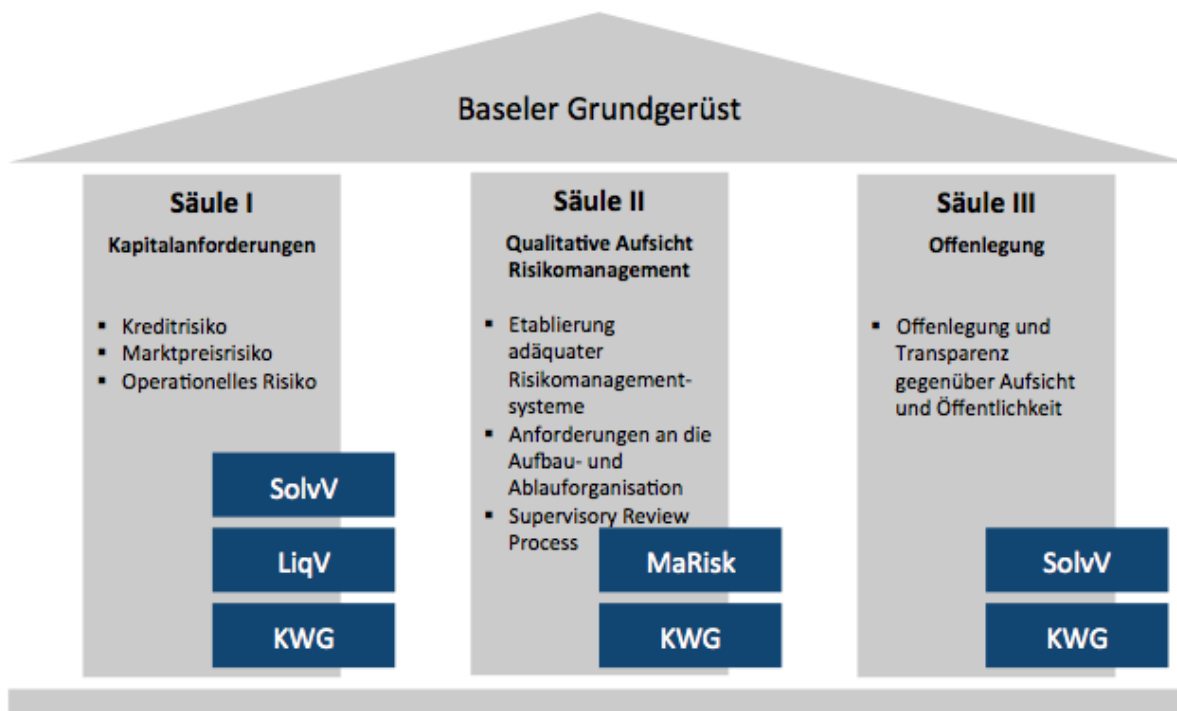 Baseler Grundgerüst
Säule I
Kapitalanforderungen
▪ Kreditrisiko
▪ Marktpreisrisiko
▪ Operationelles Risiko
SolvV
LiqV
KWG
Säule II
Qualitative Aufsicht
Risikomanagement
▪ Etablierung
adäquater
Risikomanagement-
systeme
▪ Anforderungen an die
Aufbau- und
Ablauforganisation
▪ Supervisory Review
Process
MaRisk
KWG
Säule III
Offenlegung
▪ Offenlegung und
Transparenz
gegenüber Aufsicht
und Öffentlichkeit
SolvV
KWG